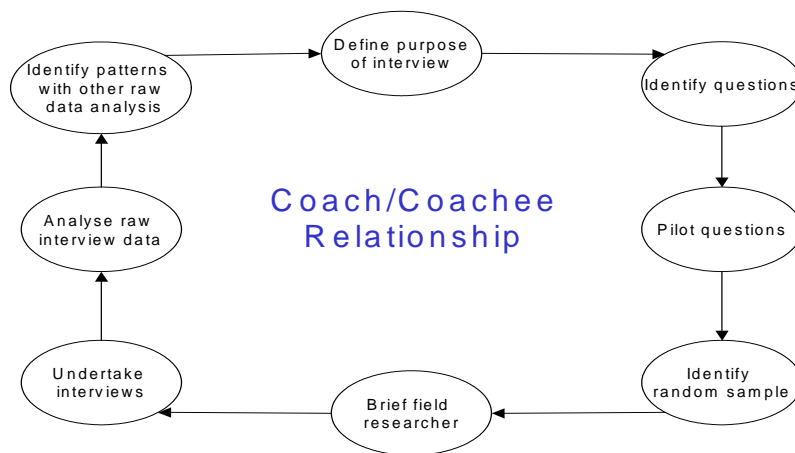 Define purpose
of interview
Identify questions
Pilot questions
Identify
random sample
Brief field
researcher
Undertake
interviews
Analyse raw
interview data
Identify patterns
with other raw
data analysis
Coach/Coachee
Relationship